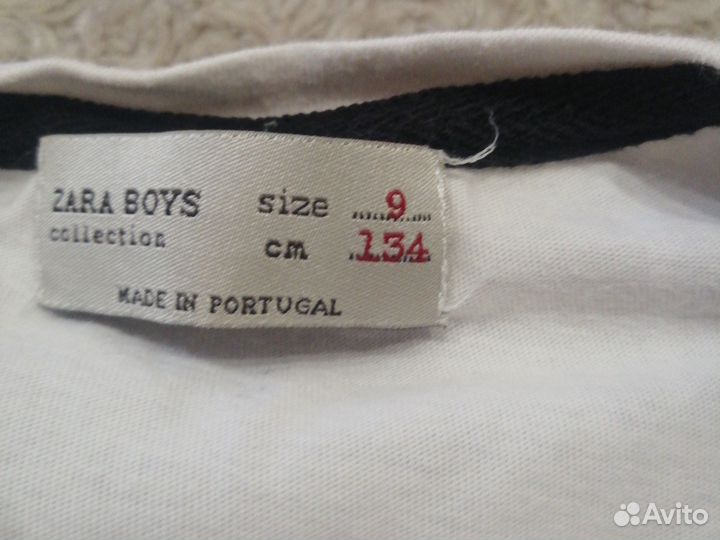 ZARA BOYS size 9
collection cm 134
MADE IN PORTUGAL
Avito